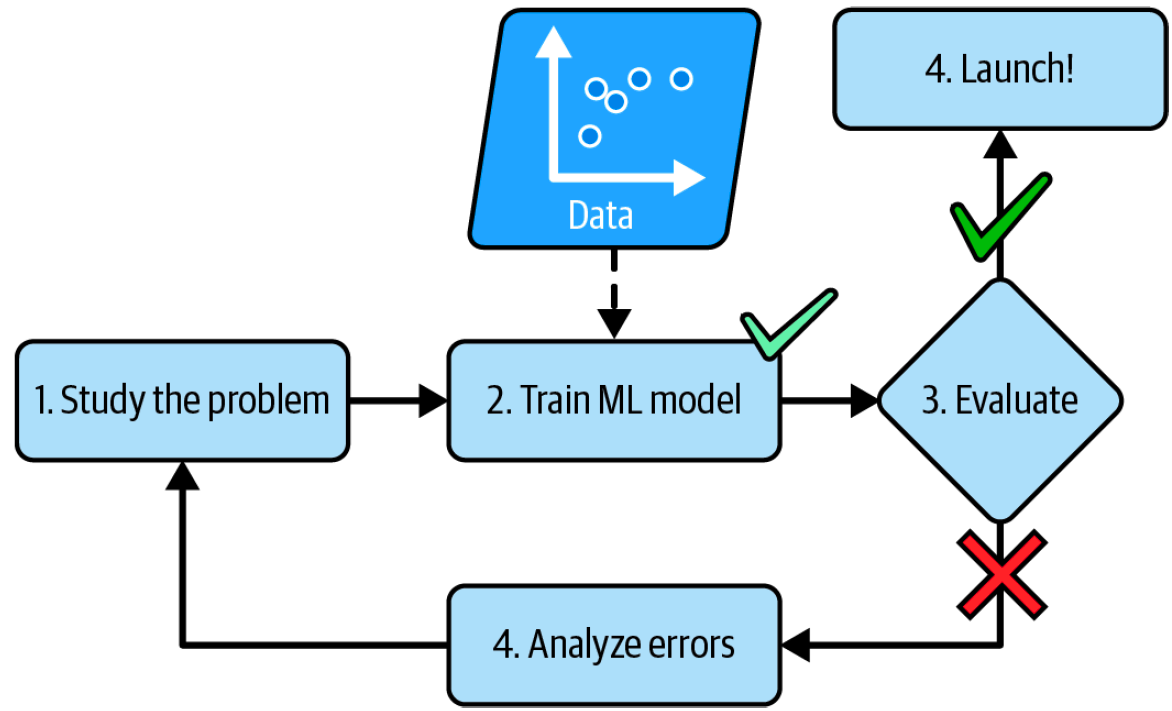 4. Launch!
Data
1. Study the problem
2. Train ML model
3. Evaluate
4. Analyze errors